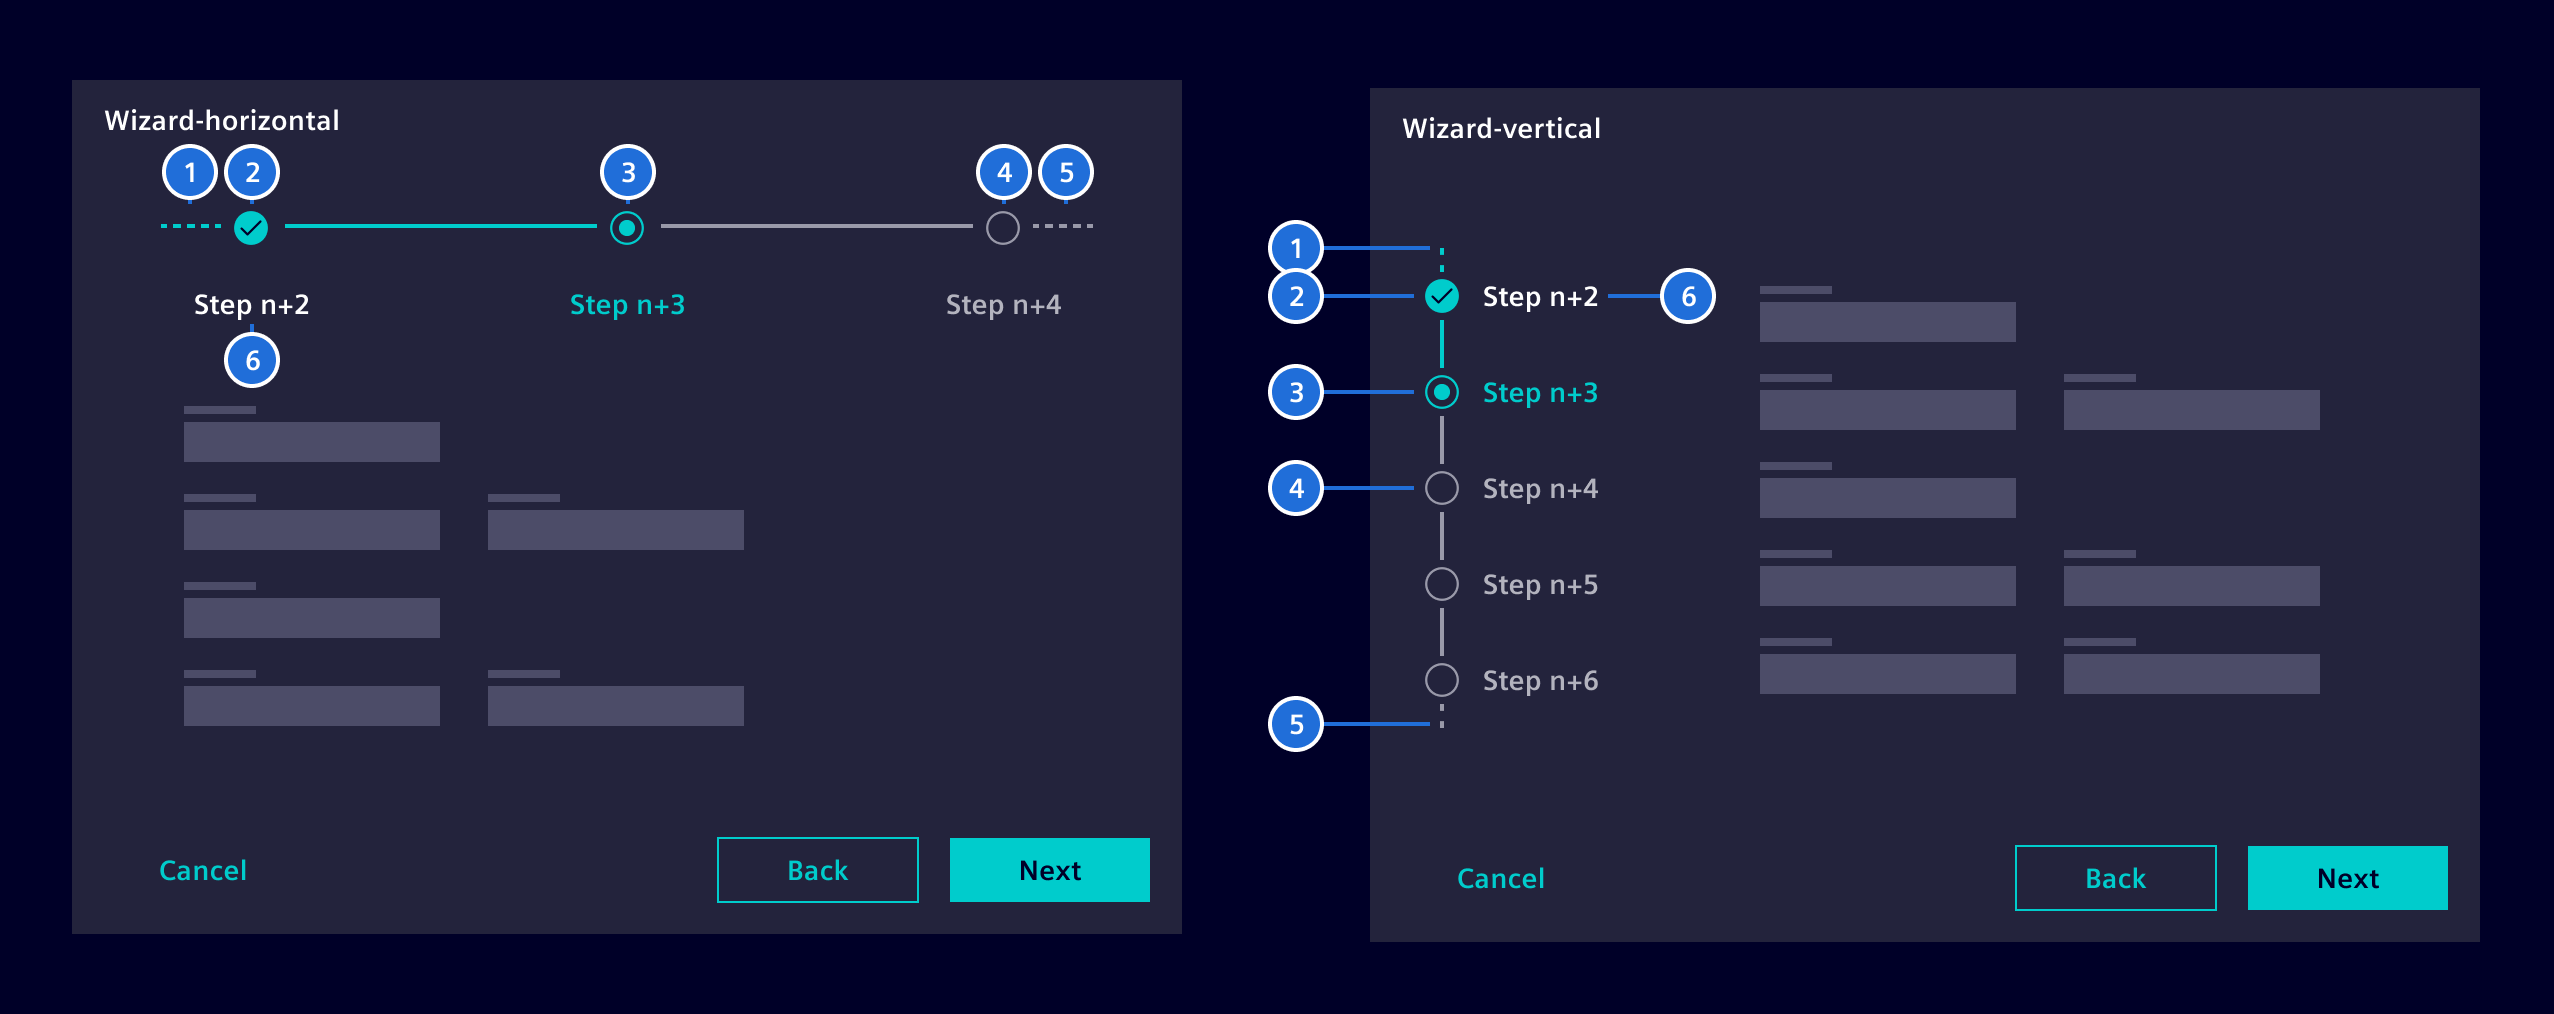 Wizard-horizontal
1 2 3 4 5
Step n+2 Step n+3 Step n+4
6
Cancel Back Next
Wizard-vertical
1
2 Step n+2 6
3 Step n+3
4 Step n+4
Step n+5
Step n+6
5
Cancel Back Next